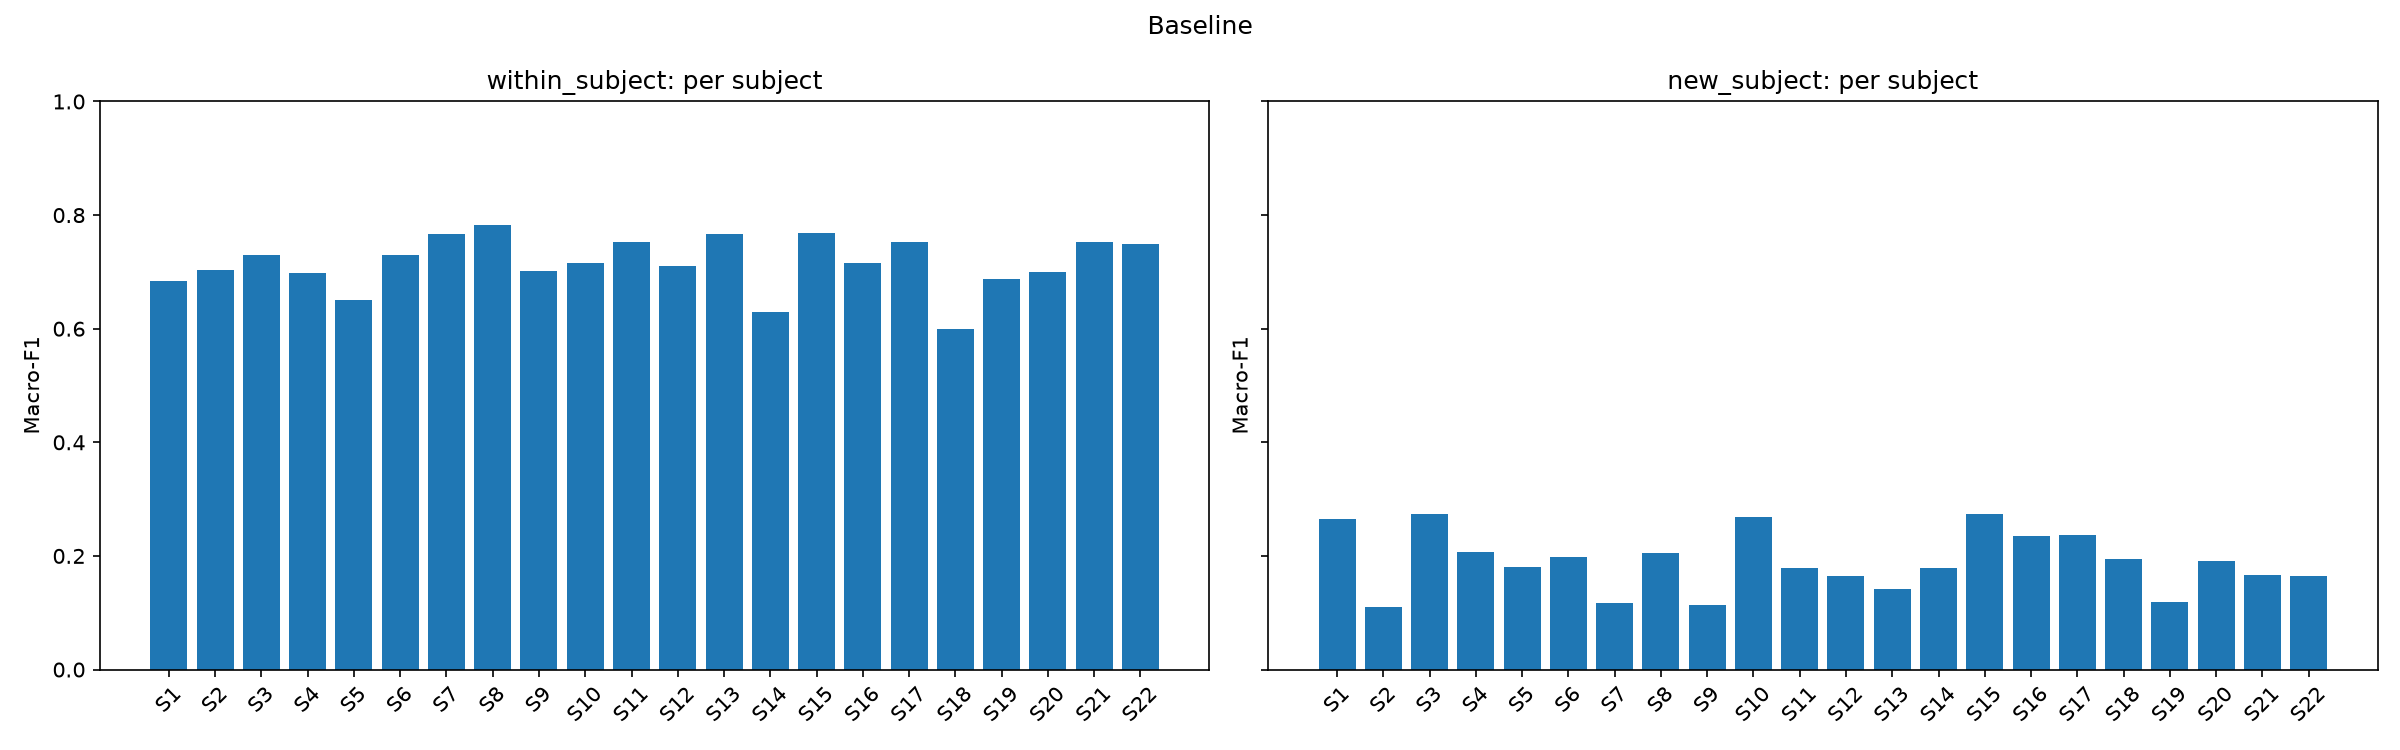 Baseline
within_subject: per subject
Macro-F1
1.0
0.8
0.6
0.4
0.2
0.0
S1 S2 S3 S4 S5 S6 S7 S8 S9 S10 S11 S12 S13 S14 S15 S16 S17 S18 S19 S20 S21 S22
new_subject: per subject
Macro-F1
S1 S2 S3 S4 S5 S6 S7 S8 S9 S10 S11 S12 S13 S14 S15 S16 S17 S18 S19 S20 S21 S22